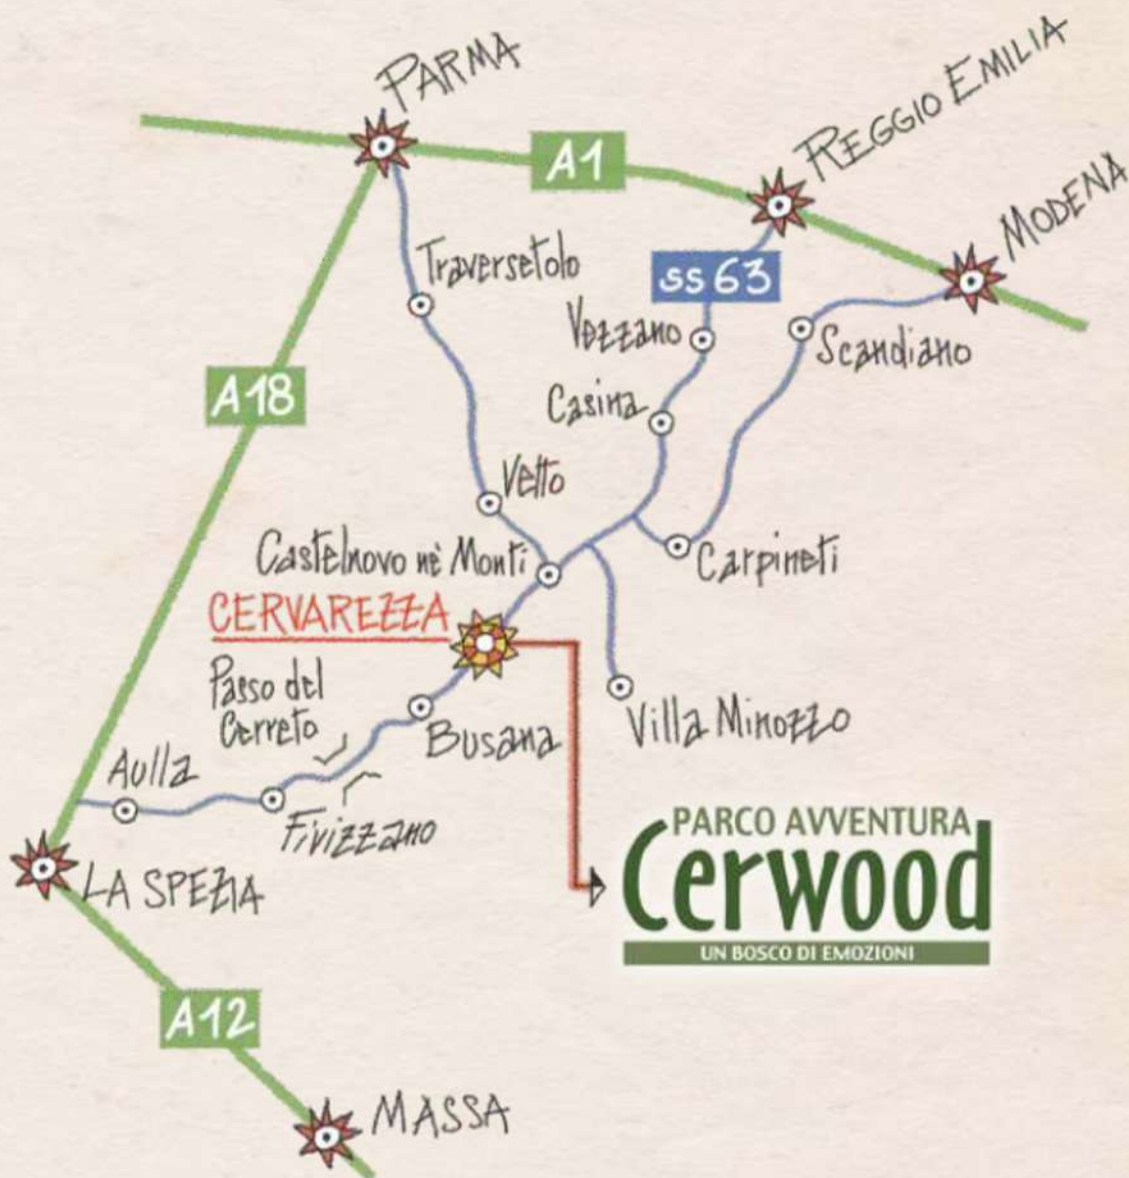 PARMA
REGGIO EMILIA
A1
MODENA
Traversetolo
SS 63
Vezzano
Scandiano
A18
Casina
Vetto
Castelnovo nè Monti
Carpineti
CERVAREZZA
Passo del
Cerreto
Busana
Villa Minozzo
Aulla
Fivizzano
PARCO AVVENTURA
Cerwood
UN BOSCO DI EMOZIONI
LA SPEZIA
A12
MASSA